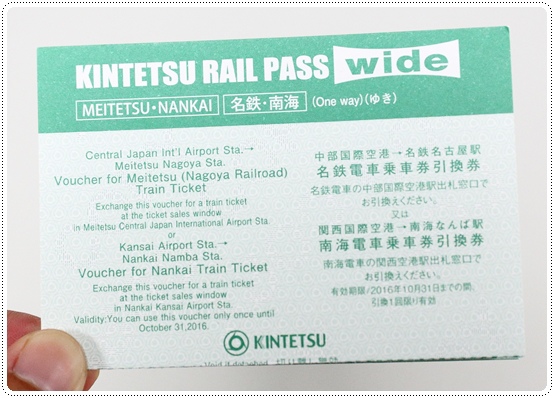 KINTETSU RAIL PASS wide
MEITETSU・NANKAI 名鉄・南海 (One way)(ゆき)
Central Japan Int'l Airport Sta.→
Meitetsu Nagoya Sta.
Voucher for Meitetsu (Nagoya Railroad)
Train Ticket
Exchange this voucher for a train ticket
at the ticket sales window
in Meitetsu Central Japan International Airport Sta.
or
Kansai Airport Sta.→
Nankai Namba Sta.
Voucher for Nankai Train Ticket
Exchange this voucher for a train ticket
at the ticket sales window
in Nankai Kansai Airport Sta.
Validity:You can use this voucher only once until
October 31,2016.
中部国際空港→名鉄名古屋駅
名鉄電車乗車券引換券
名鉄電車の中部国際空港駅出札窓口で
お引換えください。
又は
関西国際空港→南海なんば駅
南海電車乗車券引換券
南海電車の関西空港駅出札窓口で
お引換えください。
有効期限/2016年10月31日までの間、
引換1回限り有効
KINTETSU
Void if detached